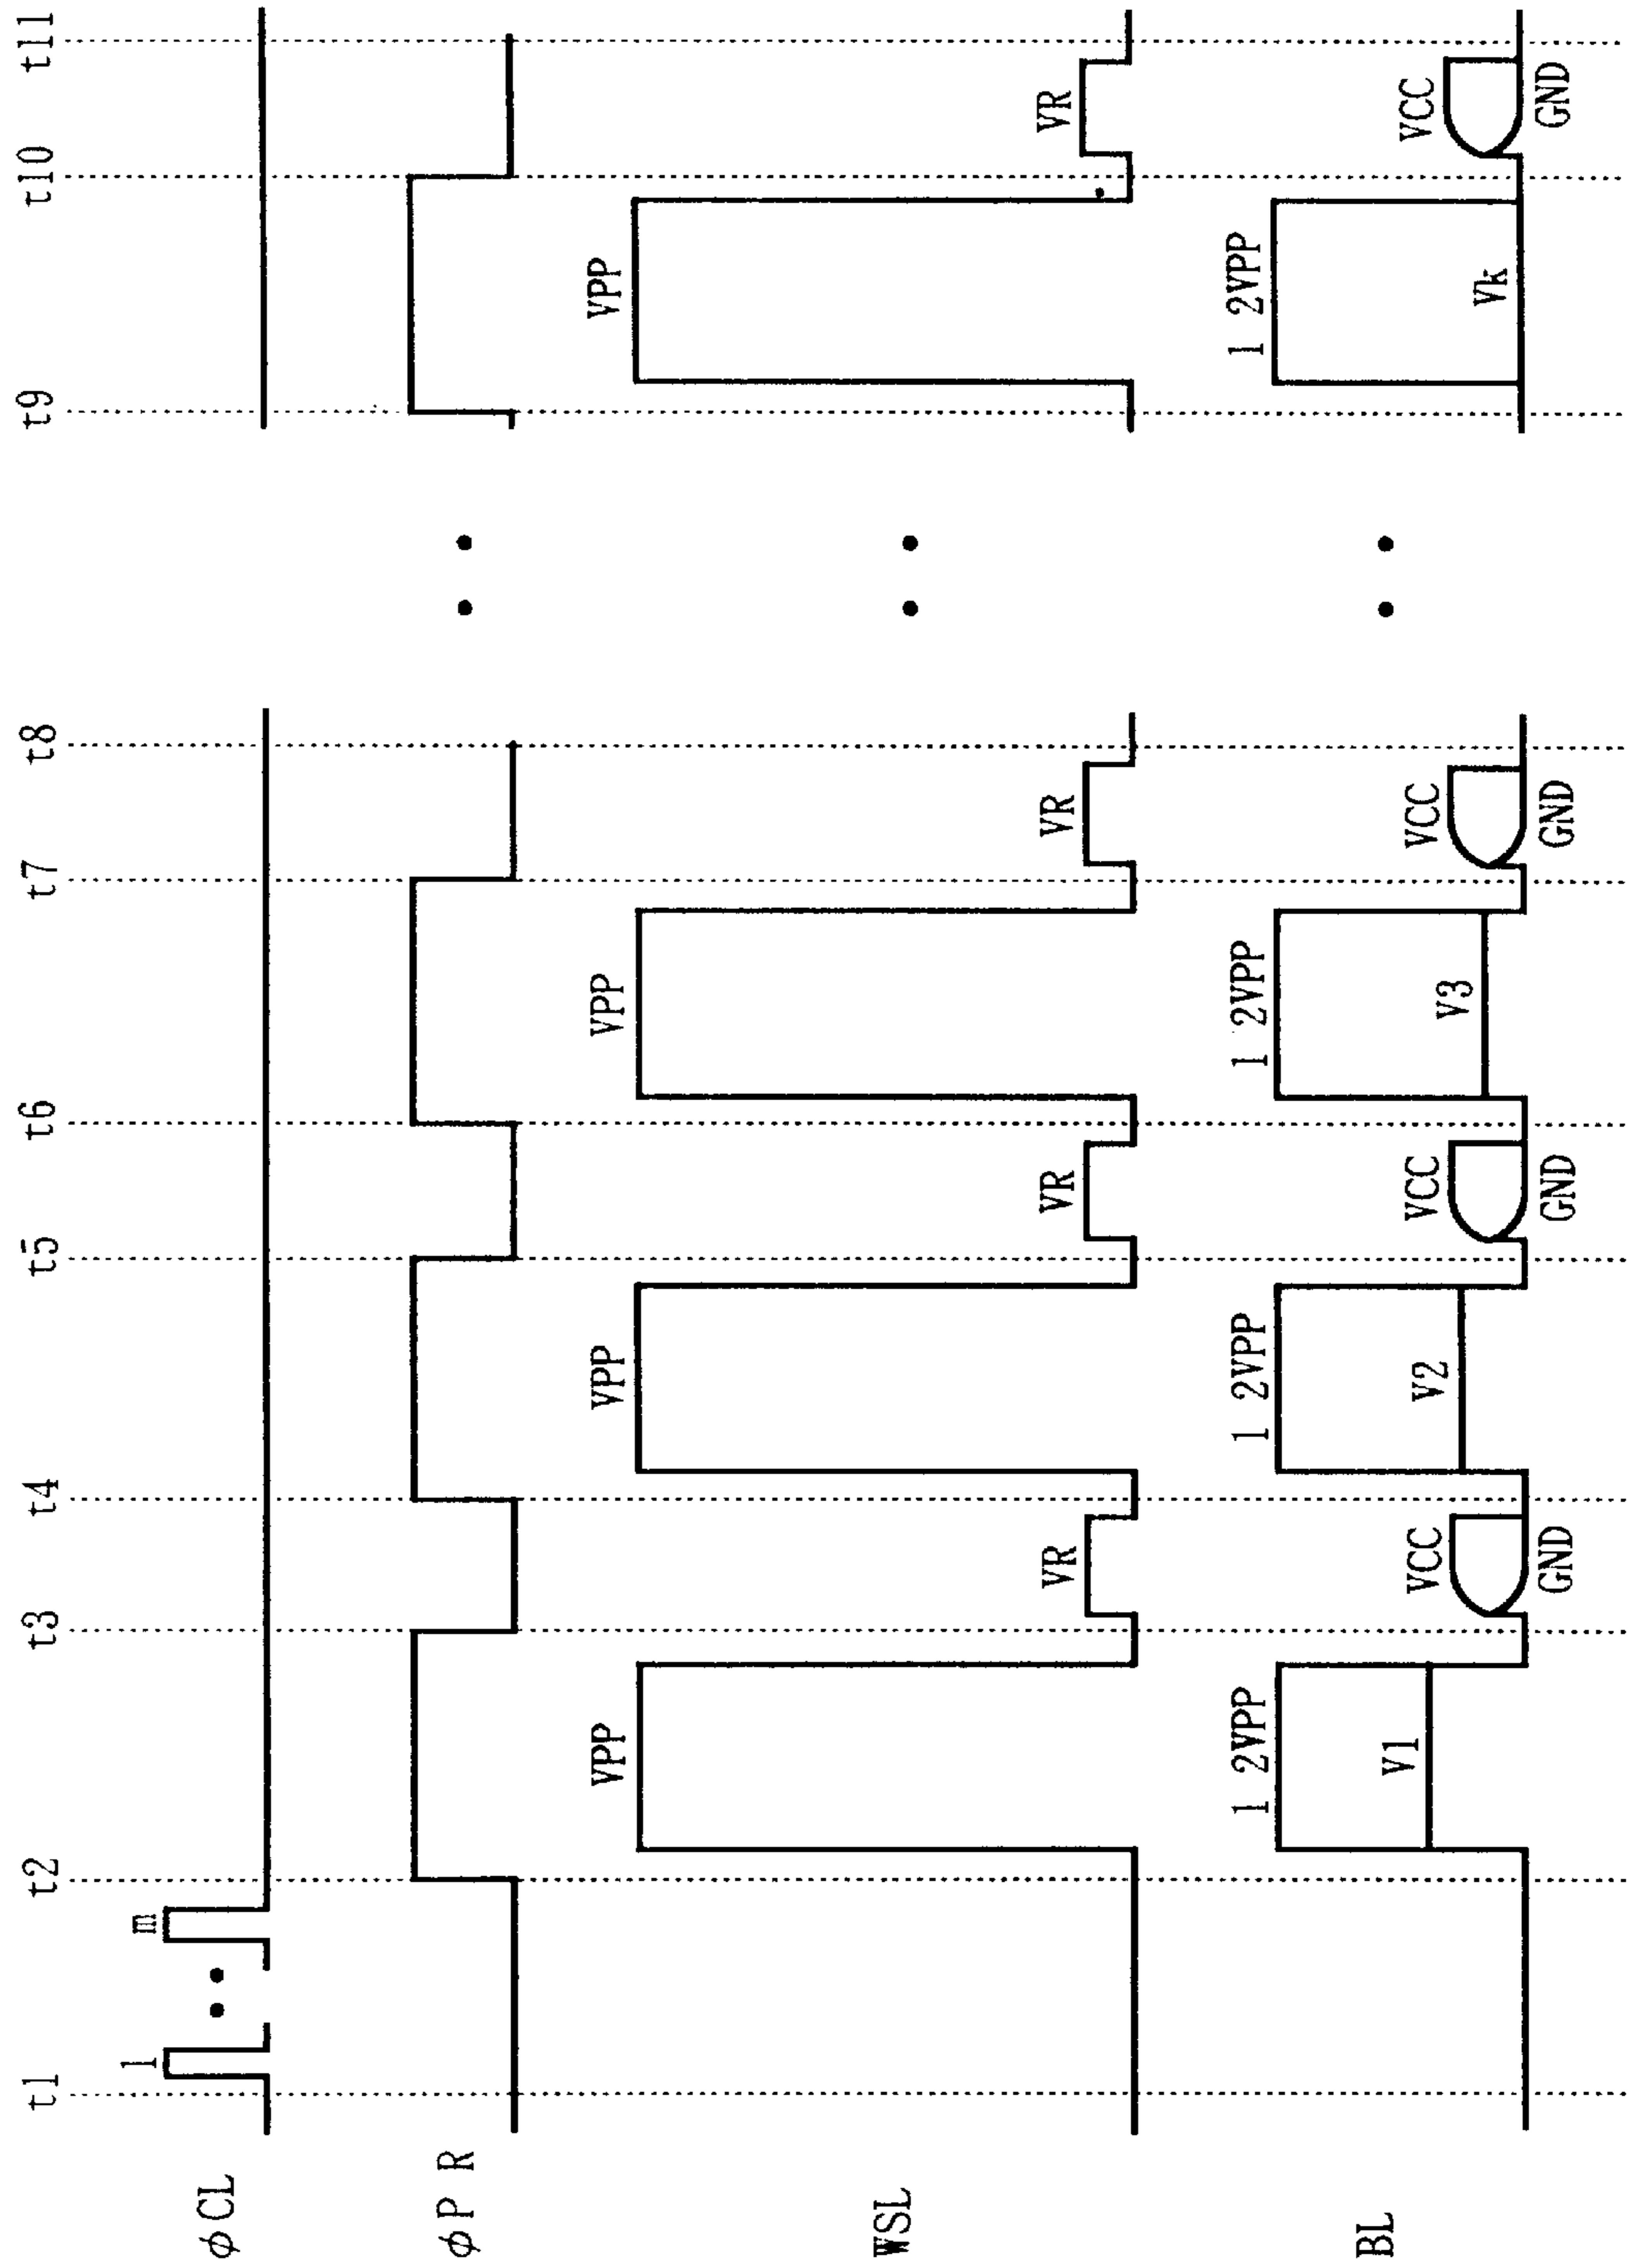 t1 t2 t3 t4 t5 t6 t7 t8 t9 t10 t11
φCL 1 m
φP R
WSL VPP VR VPP VR VPP VR VPP VR
BL 1 2VPP V1 VCC GND 1 2VPP V2 VCC GND 1 2VPP V3 VCC GND 1 2VPP Vk VCC GND